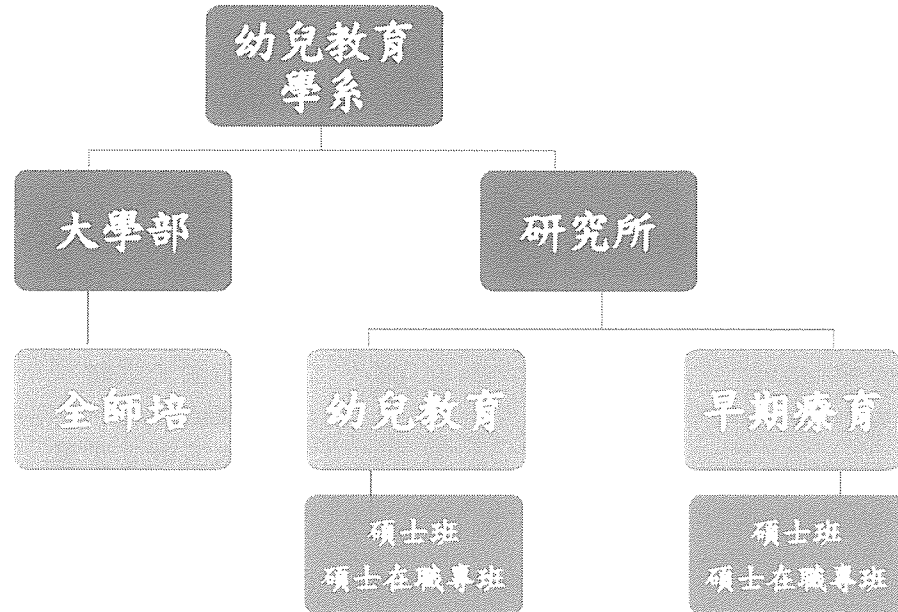 幼兒教育
學系
大學部
研究所
全師培
幼兒教育
早期療育
碩士班
碩士在職專班
碩士班
碩士在職專班